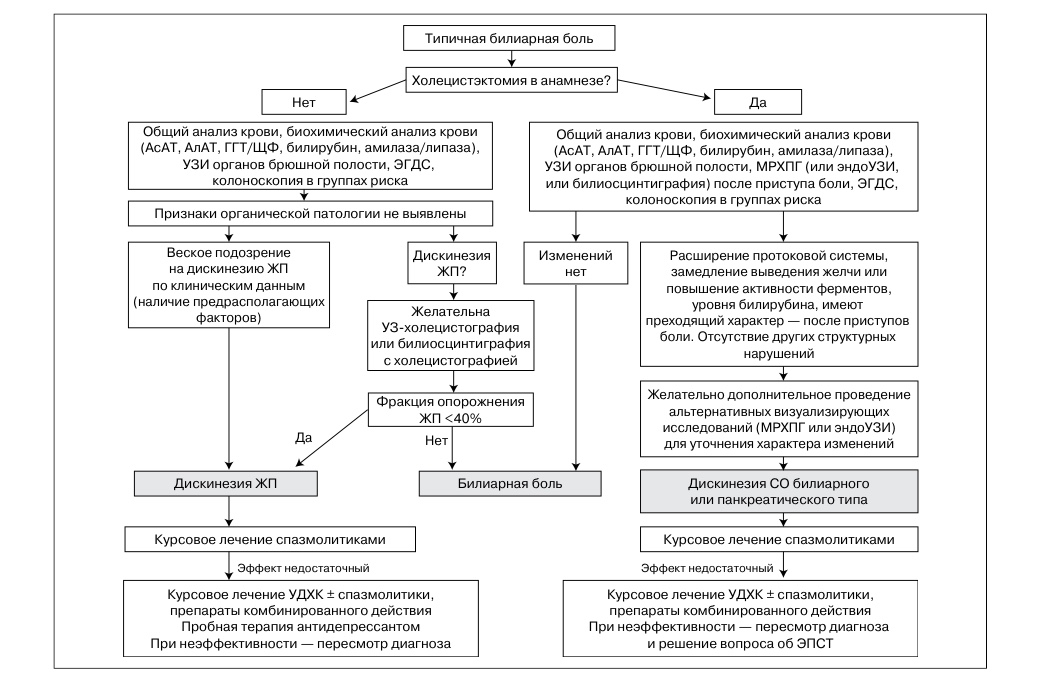 Типичная билиарная боль
Холецистэктомия в анамнезе?
Нет
Да
Общий анализ крови, биохимический анализ крови
(АсАТ, АлАТ, ГГТ/ЩФ, билирубин, амилаза/липаза),
УЗИ органов брюшной полости, ЭГДС,
колоноскопия в группах риска
Общий анализ крови, биохимический анализ крови
(АсАТ, АлАТ, ГГТ/ЩФ, билирубин, амилаза/липаза),
УЗИ органов брюшной полости, МРХПГ (или эндоУЗИ,
или билиосцинтиграфия) после приступа боли, ЭГДС,
колоноскопия в группах риска
Признаки органической патологии не выявлены
Веское подозрение
на дискинезию ЖП
по клиническим данным
(наличие предрасполагающих
факторов)
Дискинезия
ЖП?
Изменений
нет
Расширение протоковой системы,
замедление выведения желчи или
повышение активности ферментов,
уровня билирубина, имеют
преходящий характер — после приступов
боли. Отсутствие других структурных
нарушений
Желательна
УЗ-холецистография
или билиосцинтиграфия
с холецистографией
Фракция опорожнения
ЖП <40%
Желательно дополнительное проведение
альтернативных визуализирующих
исследований (МРХПГ или эндоУЗИ)
для уточнения характера изменений
Да
Нет
Дискинезия ЖП
Билиарная боль
Дискинезия СО билиарного
или панкреатического типа
Курсовое лечение спазмолитиками
Курсовое лечение спазмолитиками
Эффект недостаточный
Эффект недостаточный
Курсовое лечение УДХК ± спазмолитики,
препараты комбинированного действия
Пробная терапия антидепрессантом
При неэффективности — пересмотр диагноза
Курсовое лечение УДХК ± спазмолитики,
препараты комбинированного действия
При неэффективности — пересмотр диагноза
и решение вопроса об ЭПСТ